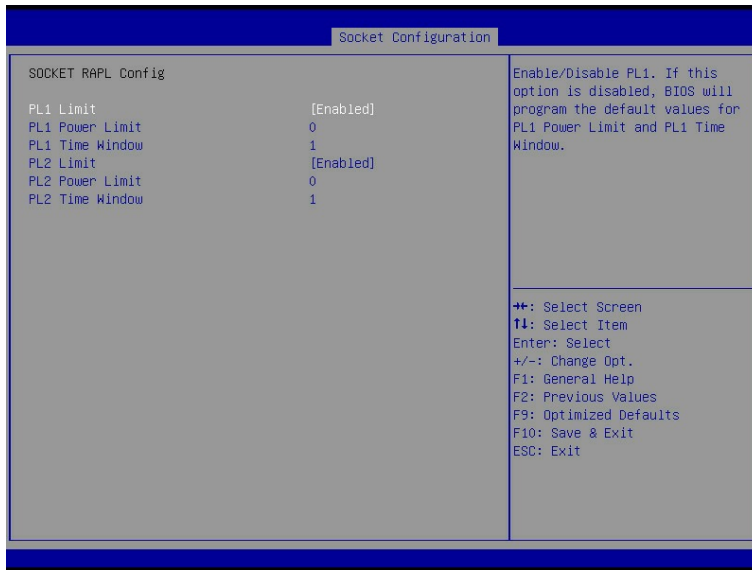 Socket Configuration
SOCKET RAPL Config
PL1 Limit [Enabled]
PL1 Power Limit 0
PL1 Time Window 1
PL2 Limit [Enabled]
PL2 Power Limit 0
PL2 Time Window 1
Enable/Disable PL1. If this
option is disabled, BIOS will
program the default values for
PL1 Power Limit and PL1 Time
Window.
→←: Select Screen
↑↓: Select Item
Enter: Select
+/-: Change Opt.
F1: General Help
F2: Previous Values
F9: Optimized Defaults
F10: Save & Exit
ESC: Exit